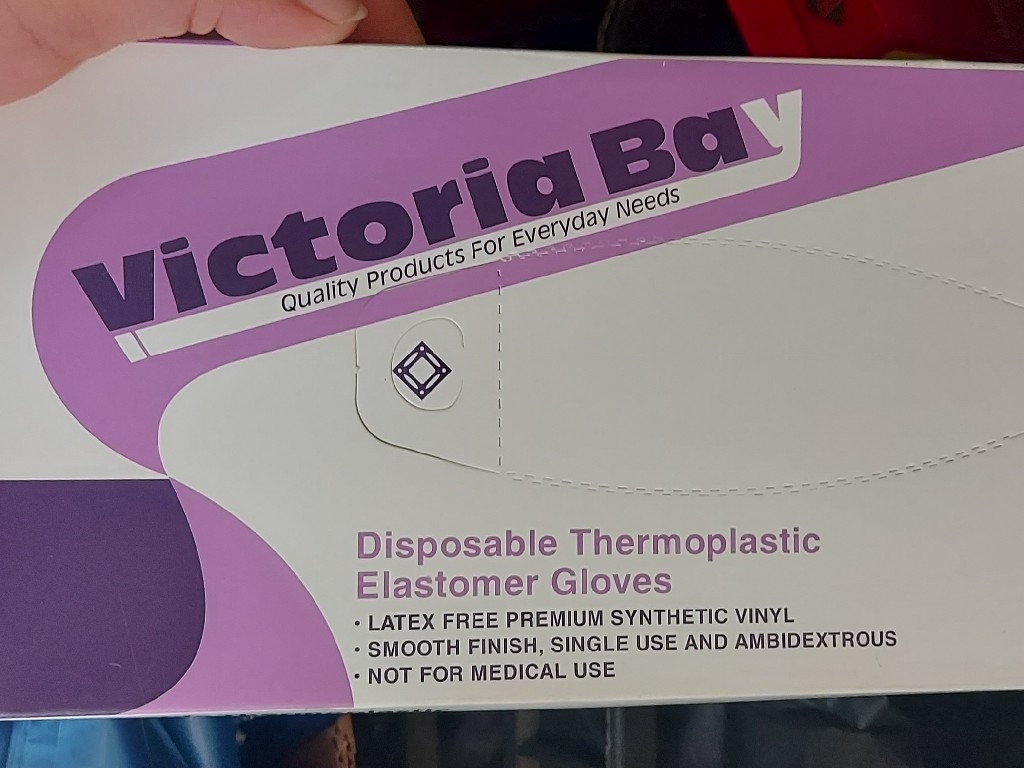 Victoria Bay
Quality Products For Everyday Needs
Disposable Thermoplastic
Elastomer Gloves
• LATEX FREE PREMIUM SYNTHETIC VINYL
• SMOOTH FINISH, SINGLE USE AND AMBIDEXTROUS
• NOT FOR MEDICAL USE